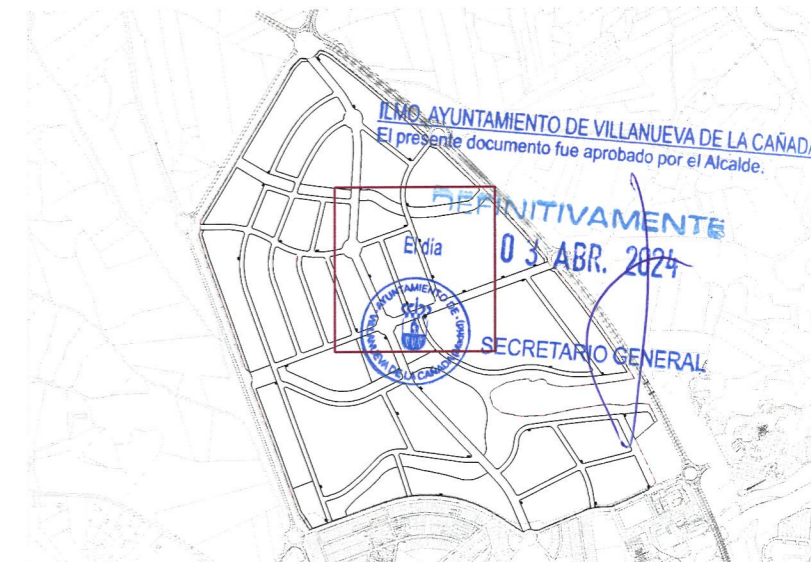 ILMO. AYUNTAMIENTO DE VILLANUEVA DE LA CAÑADA
El presente documento fue aprobado por el Alcalde.
DEFINITIVAMENTE
El día 03 ABR. 2024
AYUNTAMIENTO DE VILLANUEVA DE LA CAÑADA (Madrid)
SECRETARIO GENERAL